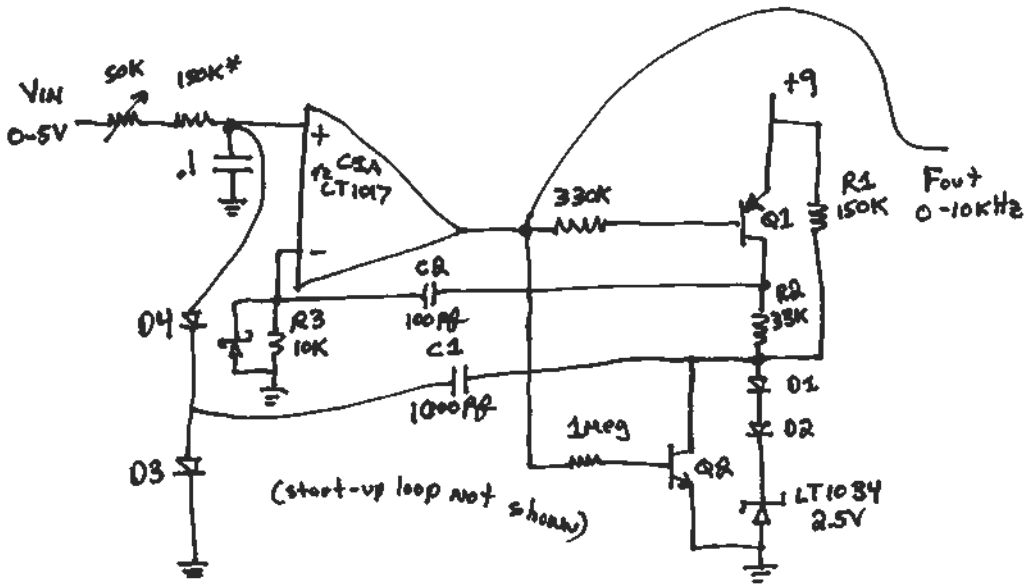 VIN
0-5V
50K
150K*
.1
+
-
1/2 C1A
LT1017
330K
+9
Q1
R1
150K
Fout
0-10KHz
C2
100pf
R2
33K
R3
10K
C1
1000pf
D4
D3
D1
D2
1Meg
Q2
LT1034
2.5V
(start-up loop not shown)